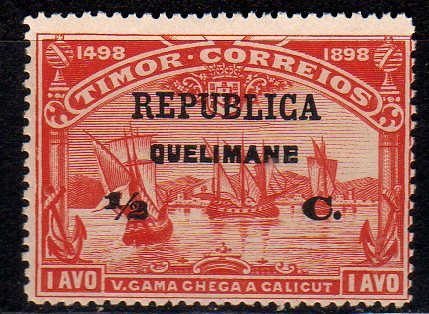 1498 1898
TIMOR · CORREIOS
REPUBLICA
QUELIMANE
½ C.
1 AVO V. GAMA CHEGA A CALICUT 1 AVO